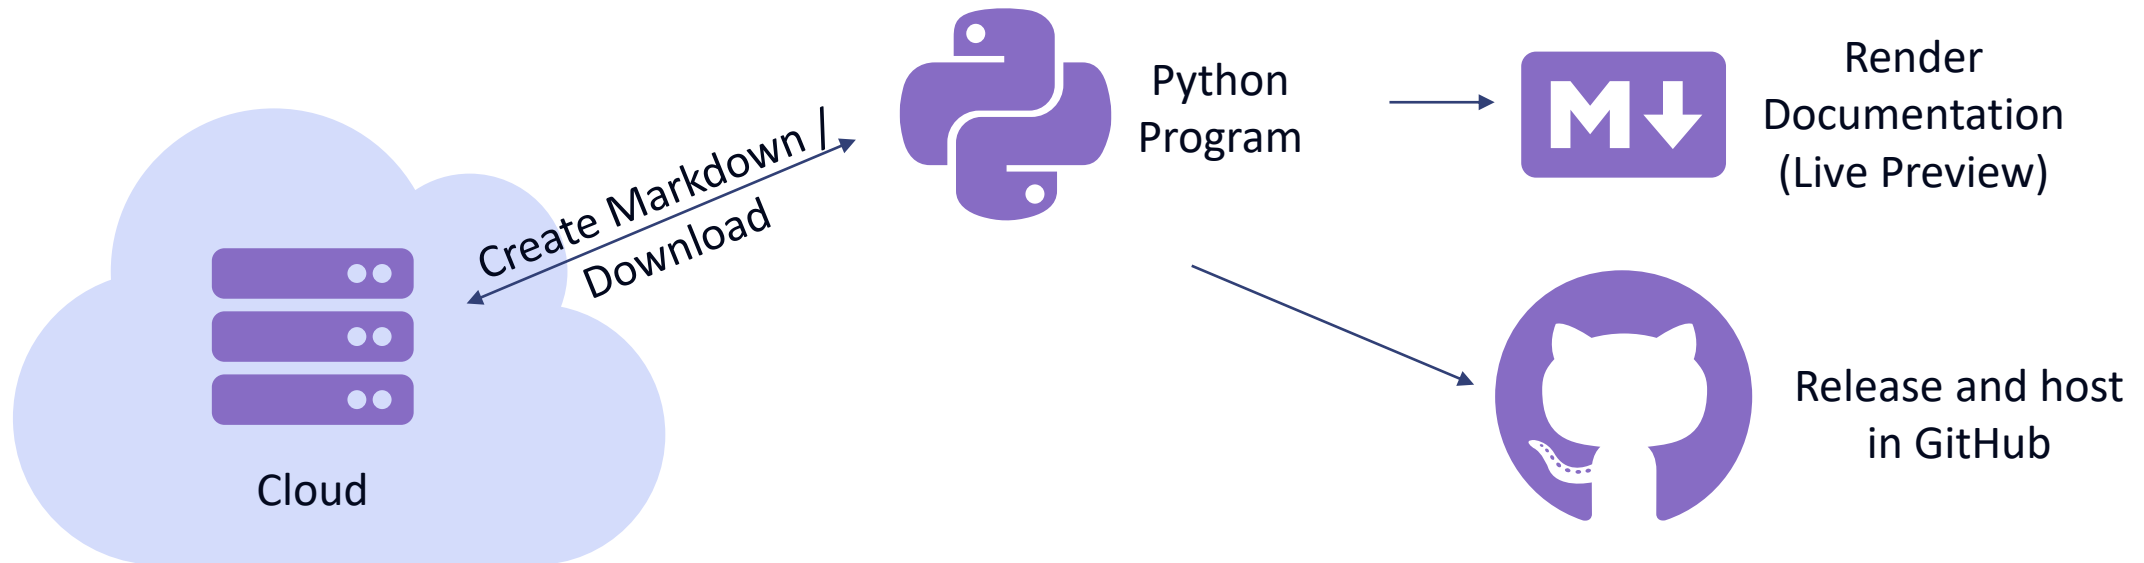 Create Markdown /
Download
Cloud
Python
Program
M
Render
Documentation
(Live Preview)
Release and host
in GitHub